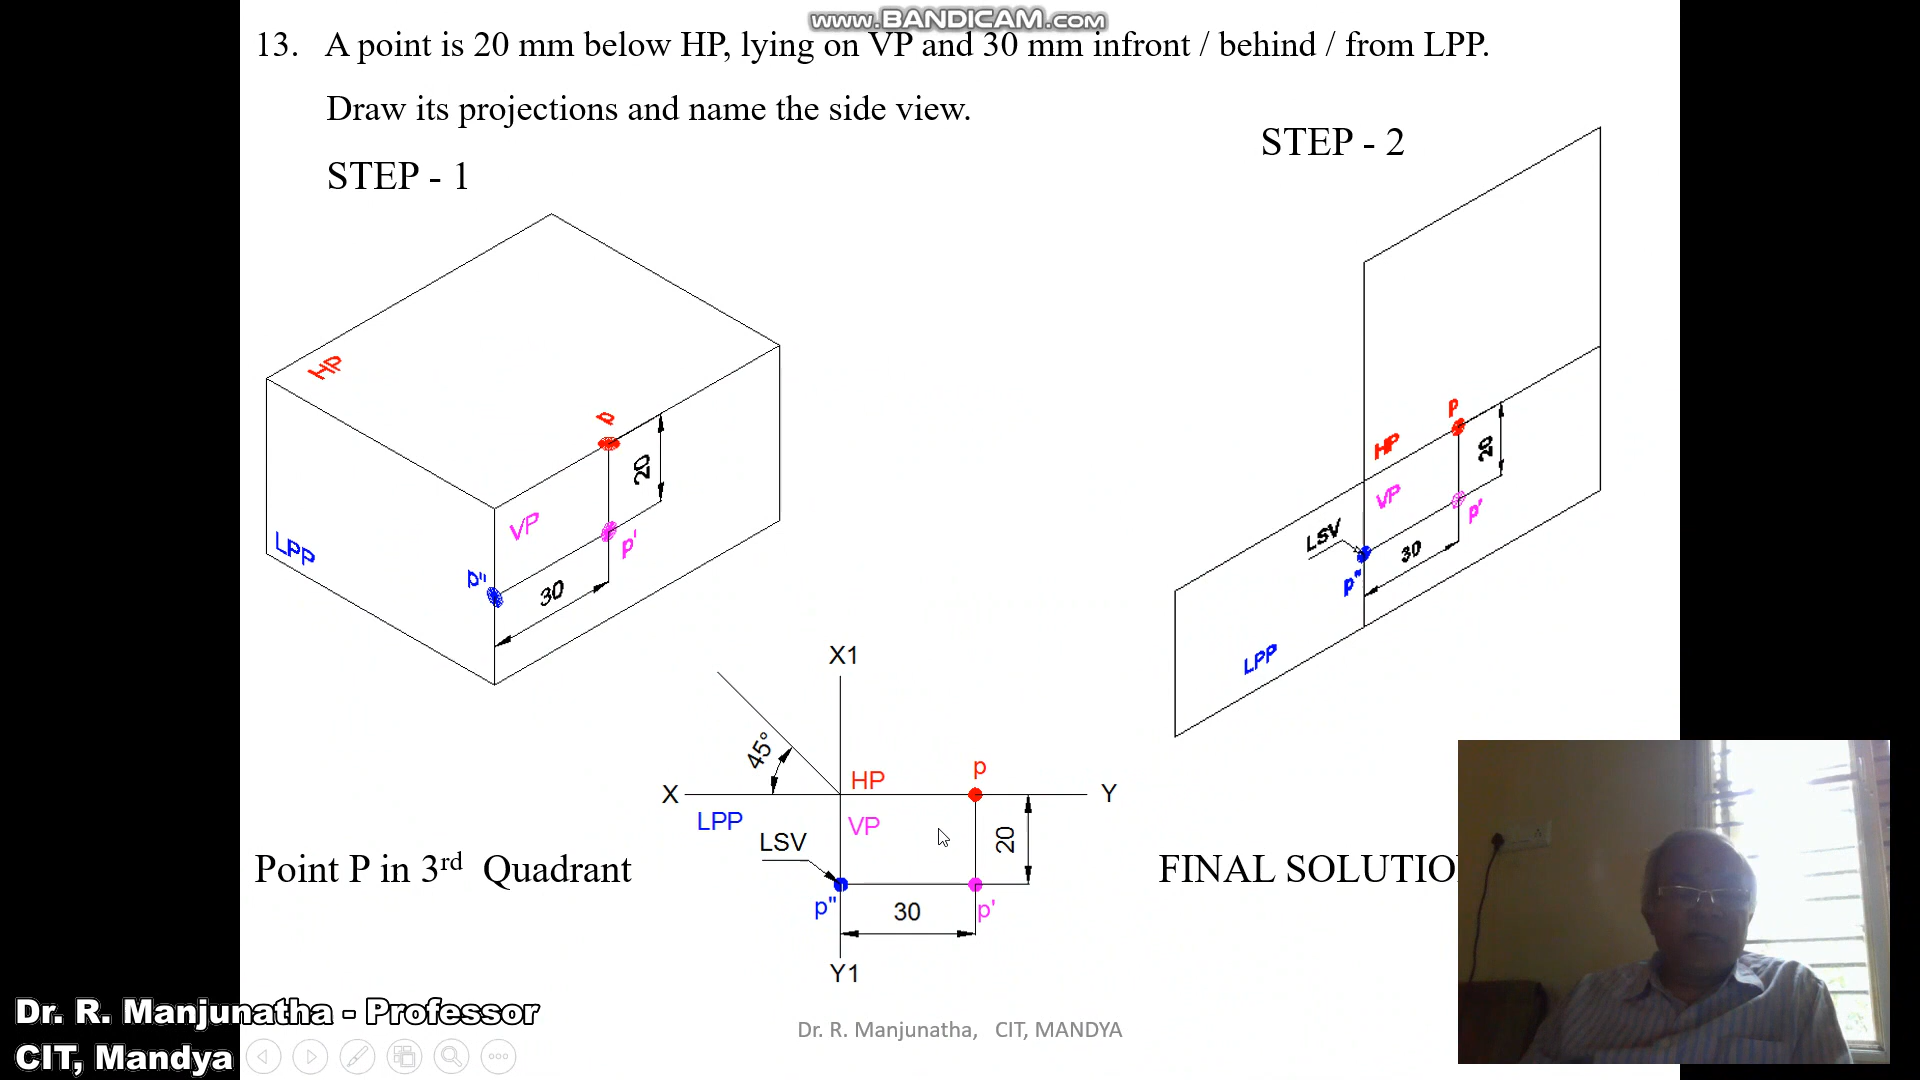 www.BANDICAM.com
13. A point is 20 mm below HP, lying on VP and 30 mm infront / behind / from LPP.
Draw its projections and name the side view.
STEP - 1
STEP - 2
HP
p
20
VP
p'
LPP
p"
30
p
HP
20
VP
p'
LSV
30
p"
LPP
X1
45°
HP
p
X
Y
LPP
VP
20
LSV
p"
30
p'
Y1
Point P in 3rd Quadrant
FINAL SOLUTIO
Dr. R. Manjunatha - Professor
CIT, Mandya
Dr. R. Manjunatha, CIT, MANDYA